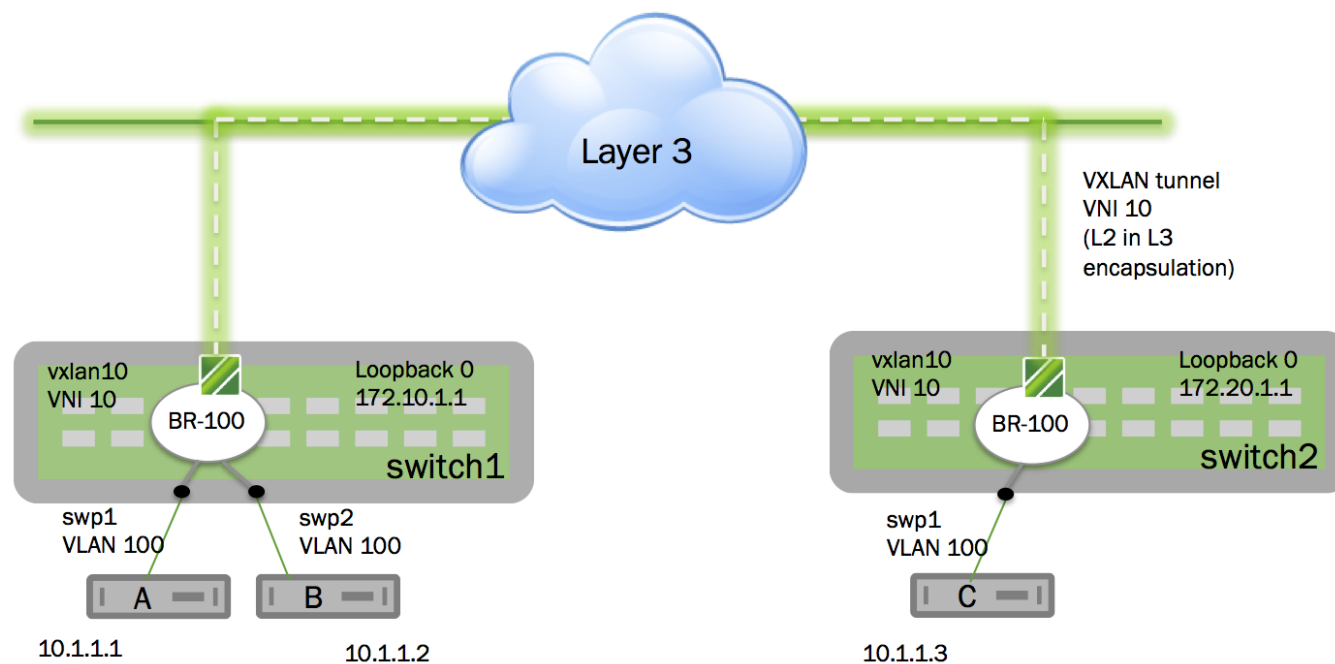 Layer 3
VXLAN tunnel
VNI 10
(L2 in L3
encapsulation)
vxlan10
VNI 10
Loopback 0
172.10.1.1
BR-100
switch1
vxlan10
VNI 10
Loopback 0
172.20.1.1
BR-100
switch2
swp1
VLAN 100
swp2
VLAN 100
swp1
VLAN 100
A
B
C
10.1.1.1
10.1.1.2
10.1.1.3